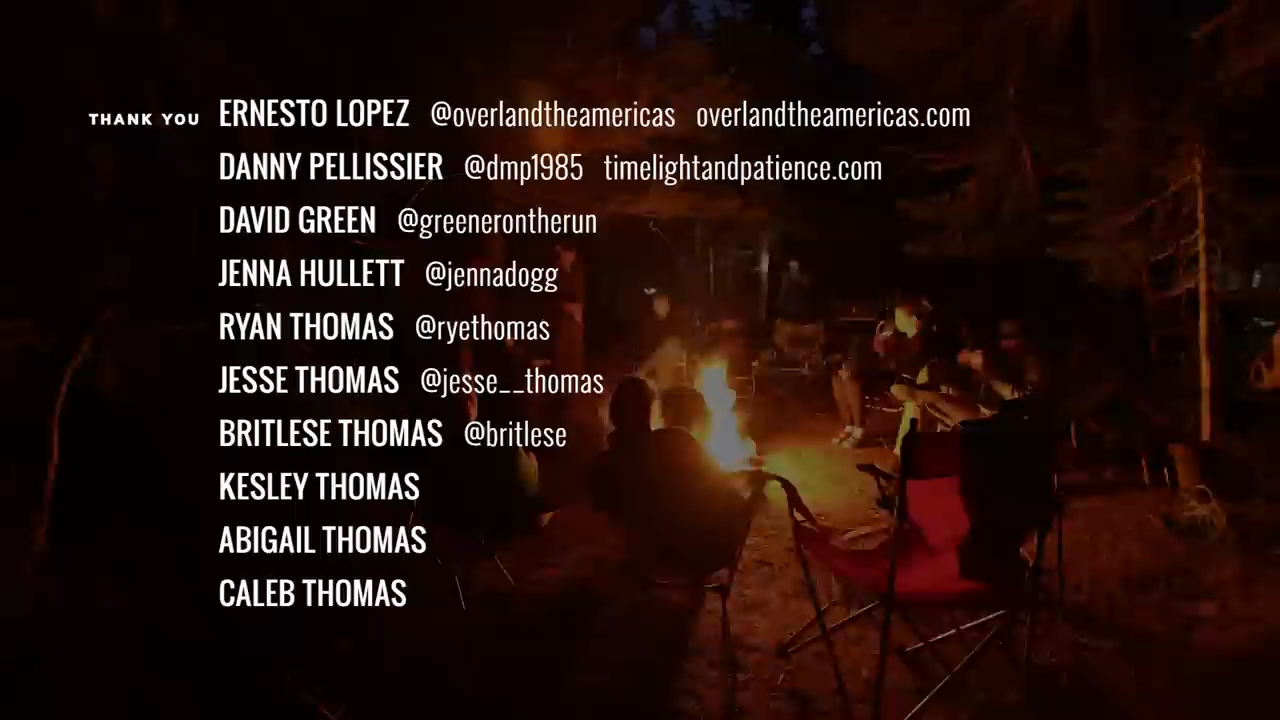 THANK YOU ERNESTO LOPEZ @overlandtheamericas overlandtheamericas.com
DANNY PELLISSIER @dmp1985 timelightandpatience.com
DAVID GREEN @greenerontherun
JENNA HULLETT @jennadogg
RYAN THOMAS @ryethomas
JESSE THOMAS @jesse__thomas
BRITLESE THOMAS @britlese
KESLEY THOMAS
ABIGAIL THOMAS
CALEB THOMAS